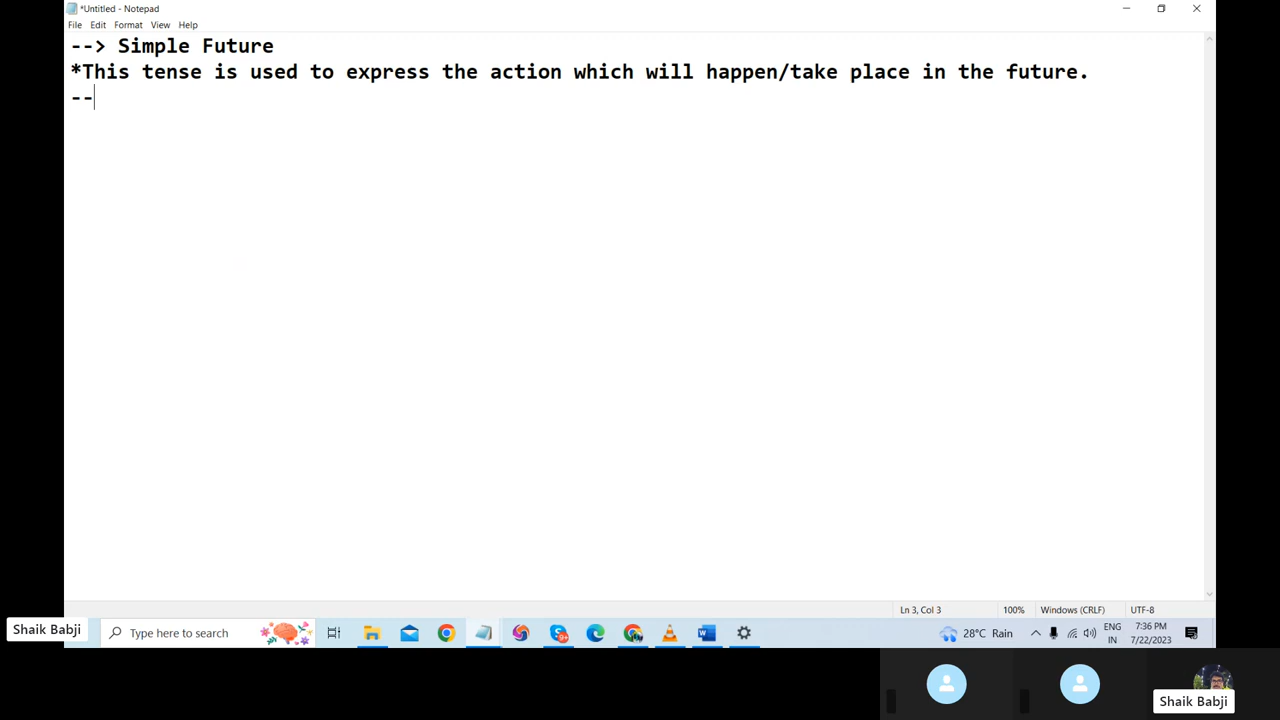 *Untitled - Notepad
File Edit Format View Help
--> Simple Future
*This tense is used to express the action which will happen/take place in the future.
--
Ln 3, Col 3 100% Windows (CRLF) UTF-8
Shaik Babji
Type here to search
9+
28°C Rain
ENG
IN
7:36 PM
7/22/2023
Shaik Babji